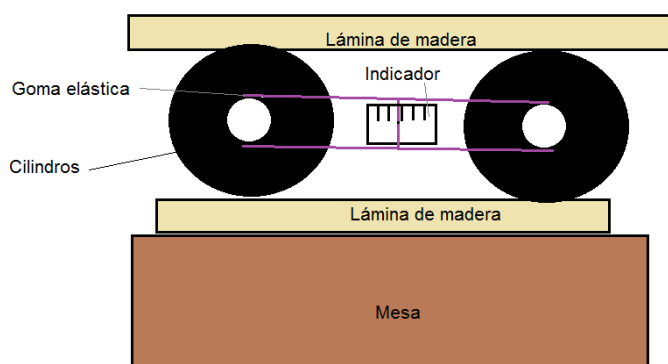 Lámina de madera
Indicador
Goma elástica
Cilindros
Lámina de madera
Mesa